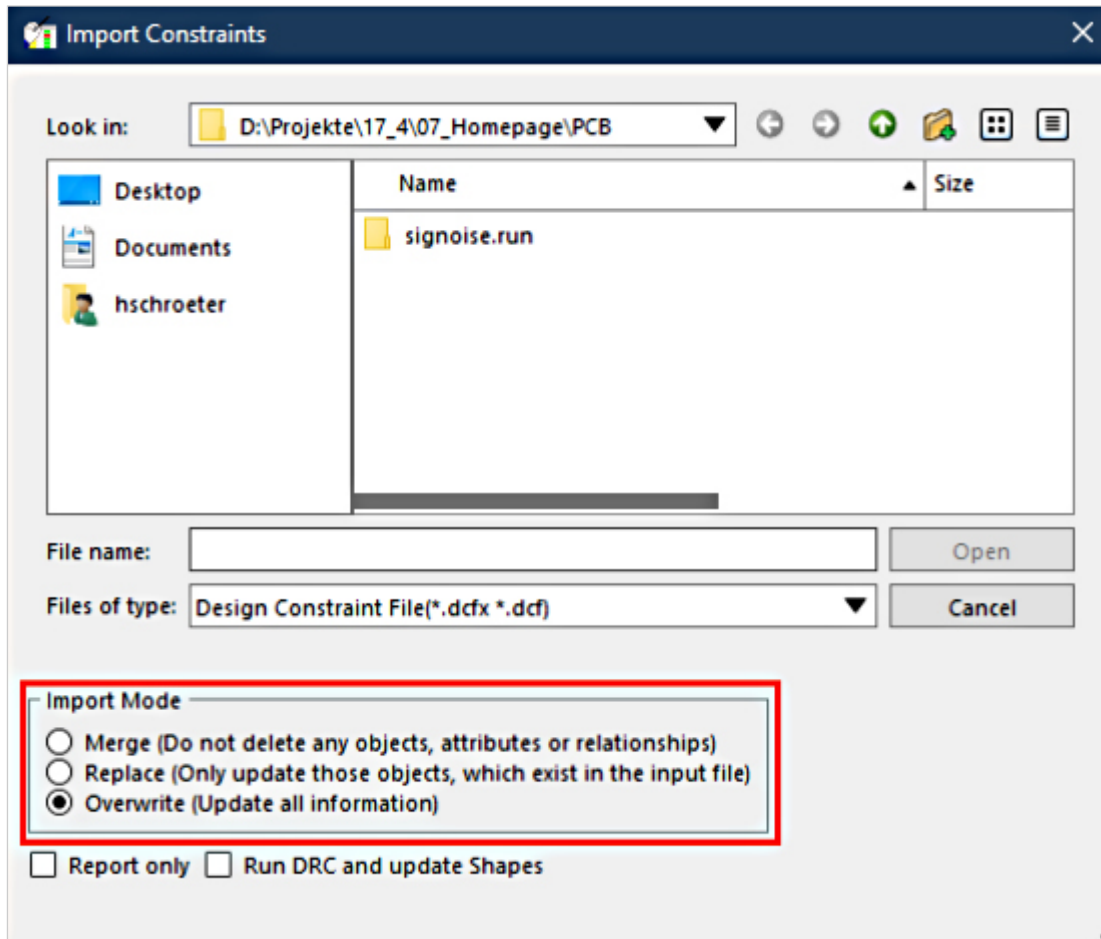 Import Constraints
Look in: D:\Projekte\17_4\07_Homepage\PCB
Name Size
Desktop
signoise.run
Documents
hschroeter
File name: Open
Files of type: Design Constraint File(*.dcfx *.dcf) Cancel
Import Mode
Merge (Do not delete any objects, attributes or relationships)
Replace (Only update those objects, which exist in the input file)
Overwrite (Update all information)
Report only Run DRC and update Shapes